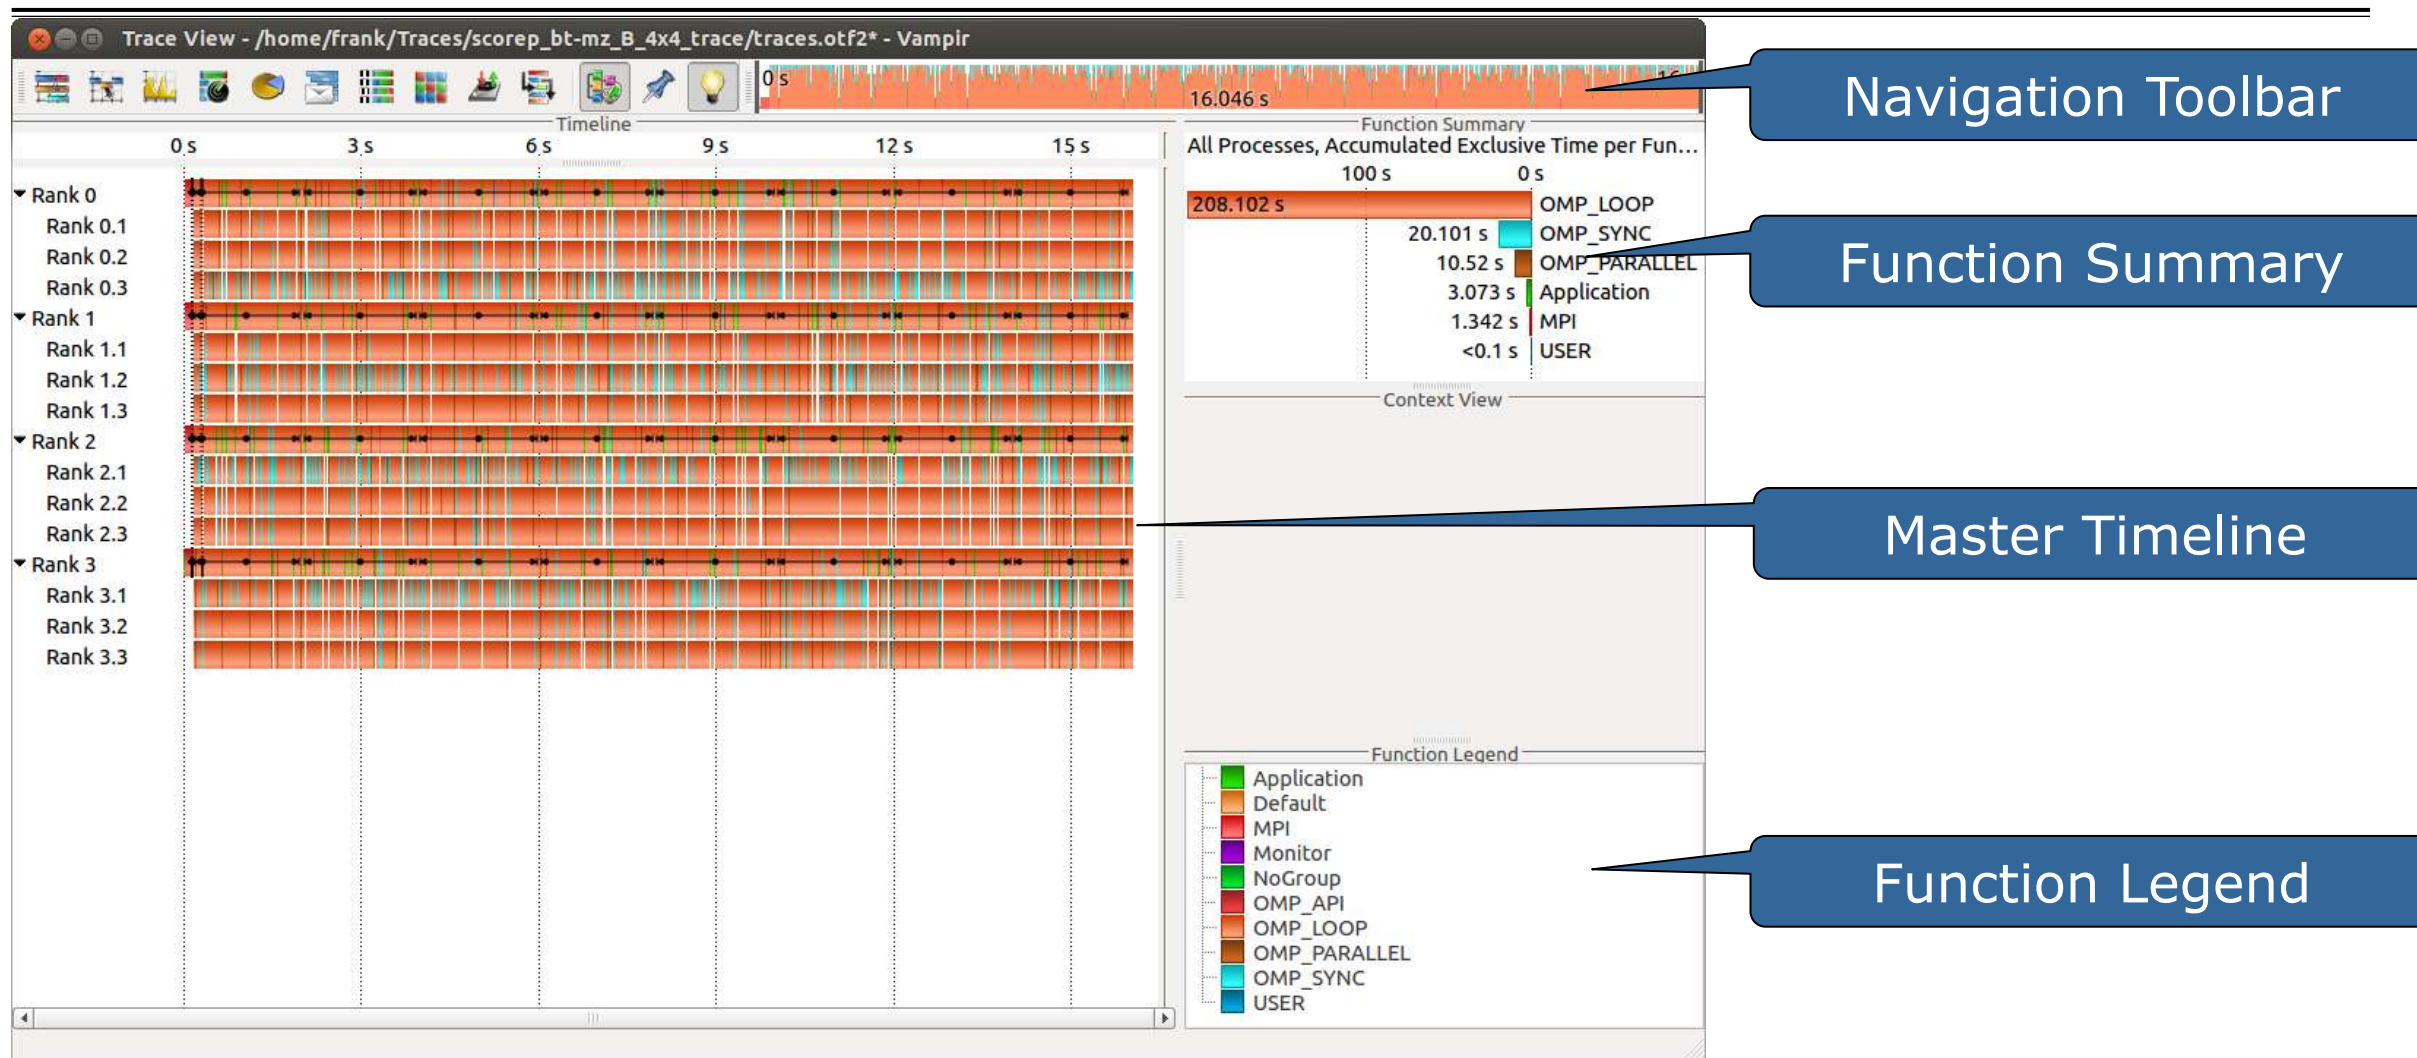 Trace View - /home/frank/Traces/scorep_bt-mz_B_4x4_trace/traces.otf2* - Vampir
0 s
16.046 s
Navigation Toolbar
Timeline
0 s 3 s 6 s 9 s 12 s 15 s
Rank 0
Rank 0.1
Rank 0.2
Rank 0.3
Rank 1
Rank 1.1
Rank 1.2
Rank 1.3
Rank 2
Rank 2.1
Rank 2.2
Rank 2.3
Rank 3
Rank 3.1
Rank 3.2
Rank 3.3
Function Summary
All Processes, Accumulated Exclusive Time per Fun...
100 s 0 s
208.102 s OMP_LOOP
20.101 s OMP_SYNC
10.52 s OMP_PARALLEL
3.073 s Application
1.342 s MPI
<0.1 s USER
Function Summary
Context View
Master Timeline
Function Legend
Application
Default
MPI
Monitor
NoGroup
OMP_API
OMP_LOOP
OMP_PARALLEL
OMP_SYNC
USER
Function Legend